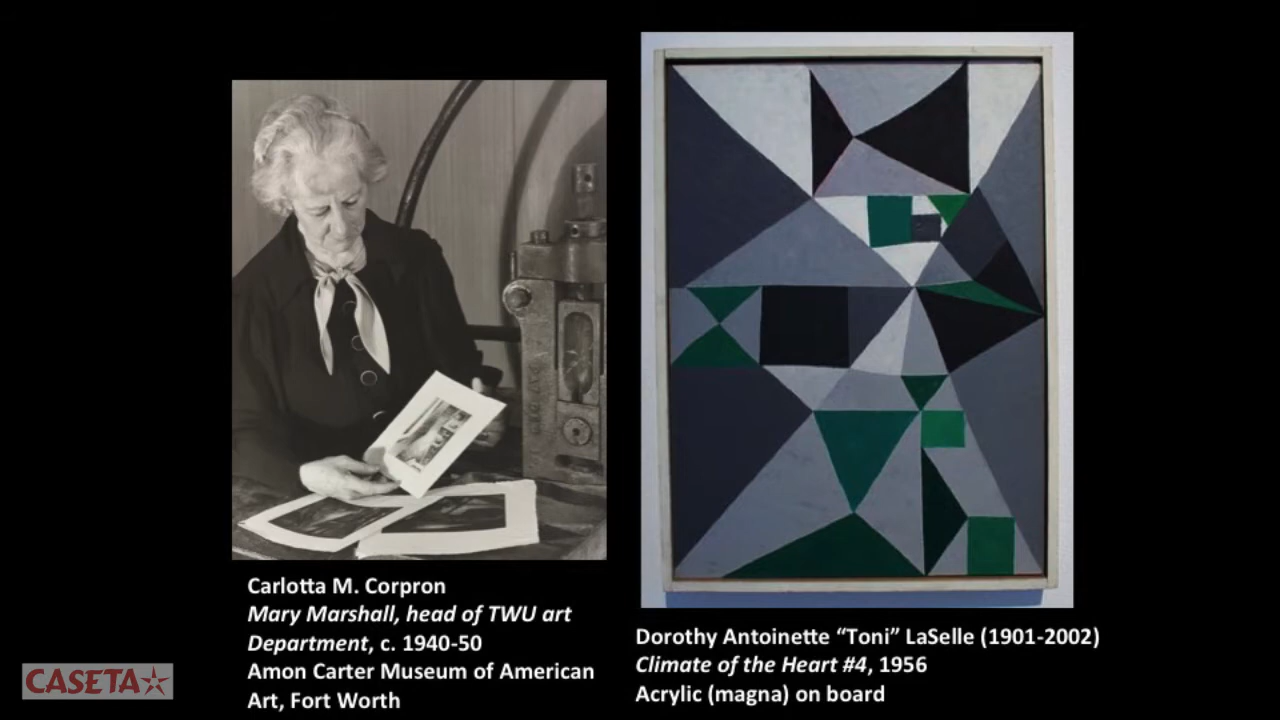 Carlotta M. Corpron
Mary Marshall, head of TWU art
Department, c. 1940-50
Amon Carter Museum of American
Art, Fort Worth
Dorothy Antoinette “Toni” LaSelle (1901-2002)
Climate of the Heart #4, 1956
Acrylic (magna) on board
CASETA